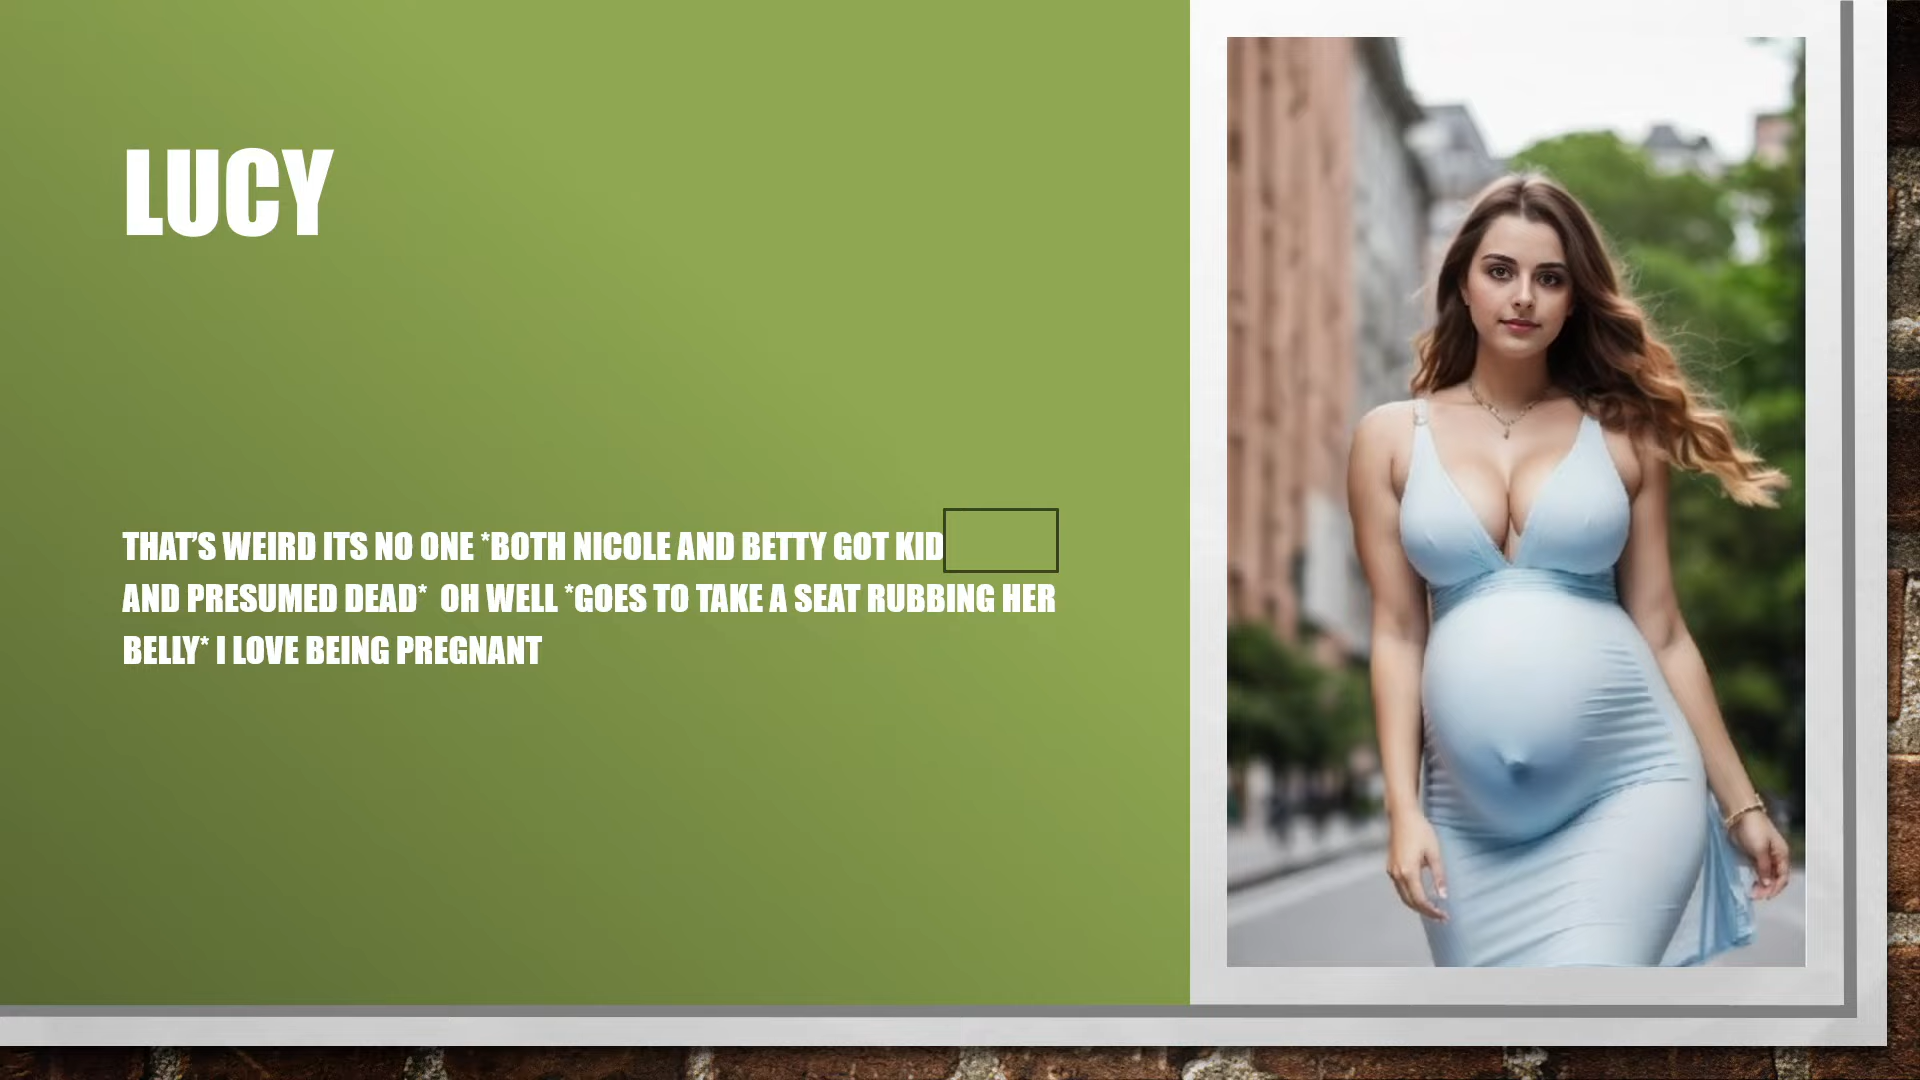 LUCY
THAT’S WEIRD ITS NO ONE *BOTH NICOLE AND BETTY GOT KID
AND PRESUMED DEAD*  OH WELL *GOES TO TAKE A SEAT RUBBING HER
BELLY* I LOVE BEING PREGNANT